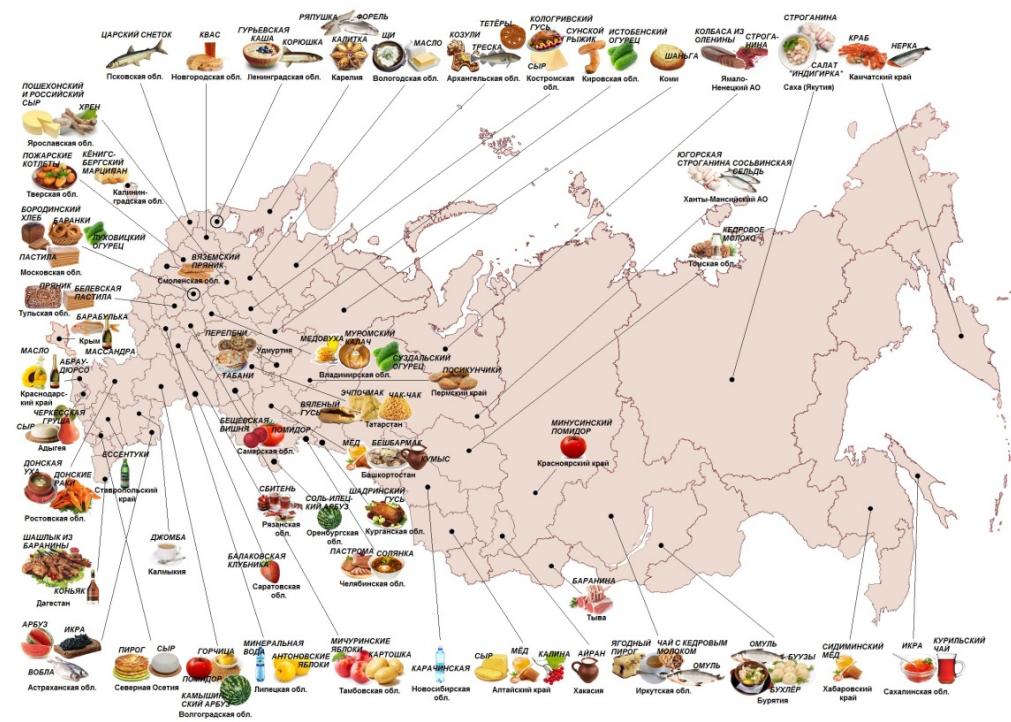 ЦАРСКИЙ СНЕТОК
Псковская обл.
КВАС
Новгородская обл.
ГУРЬЕВСКАЯ
КАША
КОРЮШКА
Ленинградская обл.
РЯПУШКА
ФОРЕЛЬ
КАЛИТКА
Карелия
ЩИ
МАСЛО
Вологодская обл.
КОЗУЛИ
ТЕТЁРЫ
ТРЕСКА
Архангельская обл.
КОЛОГРИВСКИЙ
ГУСЬ
СЫР
Костромская
обл.
СУНСКОЙ
РЫЖИК
ИСТОБЕНСКИЙ
ОГУРЕЦ
Кировская обл.
ШАНЬГА
Коми
КОЛБАСА ИЗ
ОЛЕНИНЫ
СТРОГА-
НИНА
Ямало-
Ненецкий АО
СТРОГАНИНА
САЛАТ
"ИНДИГИРКА"
Саха (Якутия)
КРАБ
НЕРКА
Камчатский край
ПОШЕХОНСКИЙ
И РОССИЙСКИЙ
СЫР
ХРЕН
Ярославская обл.
ПОЖАРСКИЕ
КОТЛЕТЫ
Тверская обл.
КЁНИГС-
БЕРГСКИЙ
МАРЦИПАН
Калинин-
градская обл.
ЮГОРСКАЯ
СТРОГАНИНА
СОСЬВИНСКАЯ
СЕЛЬДЬ
Ханты-Мансийский АО
КЕДРОВОЕ
МОЛОКО
Томская обл.
БОРОДИНСКИЙ
ХЛЕБ
БАРАНКИ
ЛУХОВИЦКИЙ
ОГУРЕЦ
ПАСТИЛА
Московская обл.
ВЯЗЕМСКИЙ
ПРЯНИК
Смоленская обл.
ПРЯНИК
БЕЛЕВСКАЯ
ПАСТИЛА
Тульская обл.
БАРАБУЛЬКА
Крым
МАССАНДРА
МАСЛО
АБРАУ-
ДЮРСО
Краснодарс-
кий край
ПЕРЕПЕЧИ
Удмуртия
ТАБАНИ
МЕДОВУХА
МУРОМСКИЙ
КАЛАЧ
СУЗДАЛЬСКИЙ
ОГУРЕЦ
Владимирская обл.
ПОСИКУНЧИКИ
Пермский край
ЭЧПОЧМАК
ЧАК-ЧАК
ВЯЛЕНЫЙ
ГУСЬ
Татарстан
ЧЕРКЕССКАЯ
ГРУША
СЫР
Адыгея
БЕЩЕВСКАЯ
ВИШНЯ
ПОМИДОР
Самарская обл.
МЁД
БЕШБАРМАК
КУМЫС
Башкортостан
МИНУСИНСКИЙ
ПОМИДОР
Красноярский край
ДОНСКАЯ
УХА
ДОНСКИЕ
РАКИ
Ростовская обл.
ЕССЕНТУКИ
Ставропольский
край
СБИТЕНЬ
Рязанская
обл.
СОЛЬ-ИЛЕЦ-
КИЙ АРБУЗ
Оренбургская
обл.
ШАДРИНСКИЙ
ГУСЬ
Курганская обл.
ШАШЛЫК ИЗ
БАРАНИНЫ
КОНЬЯК
Дагестан
ДЖОМБА
Калмыкия
БАЛАКОВСКАЯ
КЛУБНИКА
Саратовская
обл.
ПАСТРОМА
СОЛЯНКА
Челябинская обл.
БАРАНИНА
Тыва
АРБУЗ
ИКРА
ВОБЛА
Астраханская обл.
ПИРОГ
СЫР
Северная Осетия
ГОРЧИЦА
ПОМИДОР
КАМЫШИН-
СКИЙ АРБУЗ
Волгоградская обл.
МИНЕРАЛЬНАЯ
ВОДА
АНТОНОВСКИЕ
ЯБЛОКИ
Липецкая обл.
МИЧУРИНСКИЕ
ЯБЛОКИ
КАРТОШКА
Тамбовская обл.
КАРАЧИНСКАЯ
Новосибирская
обл.
СЫР
МЁД
КАЛИНА
Алтайский край
АЙРАН
Хакасия
ЯГОДНЫЙ
ПИРОГ
ЧАЙ С КЕДРОВЫМ
МОЛОКОМ
ОМУЛЬ
Иркутская обл.
ОМУЛЬ
БУУЗЫ
БУХЛЁР
Бурятия
СИДИМИНСКИЙ
МЁД
Хабаровский
край
ИКРА
КУРИЛЬСКИЙ
ЧАЙ
Сахалинская обл.